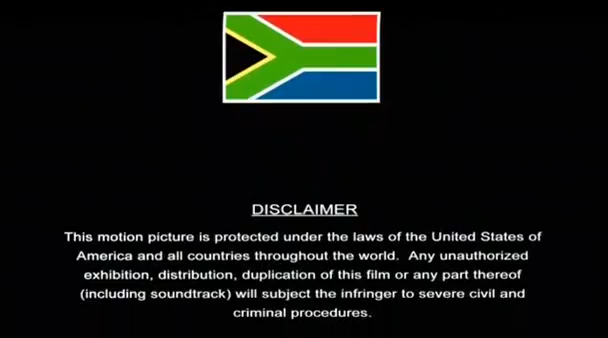 DISCLAIMER
This motion picture is protected under the laws of the United States of
America and all countries throughout the world.  Any unauthorized
exhibition, distribution, duplication of this film or any part thereof
(including soundtrack) will subject the infringer to severe civil and
criminal procedures.